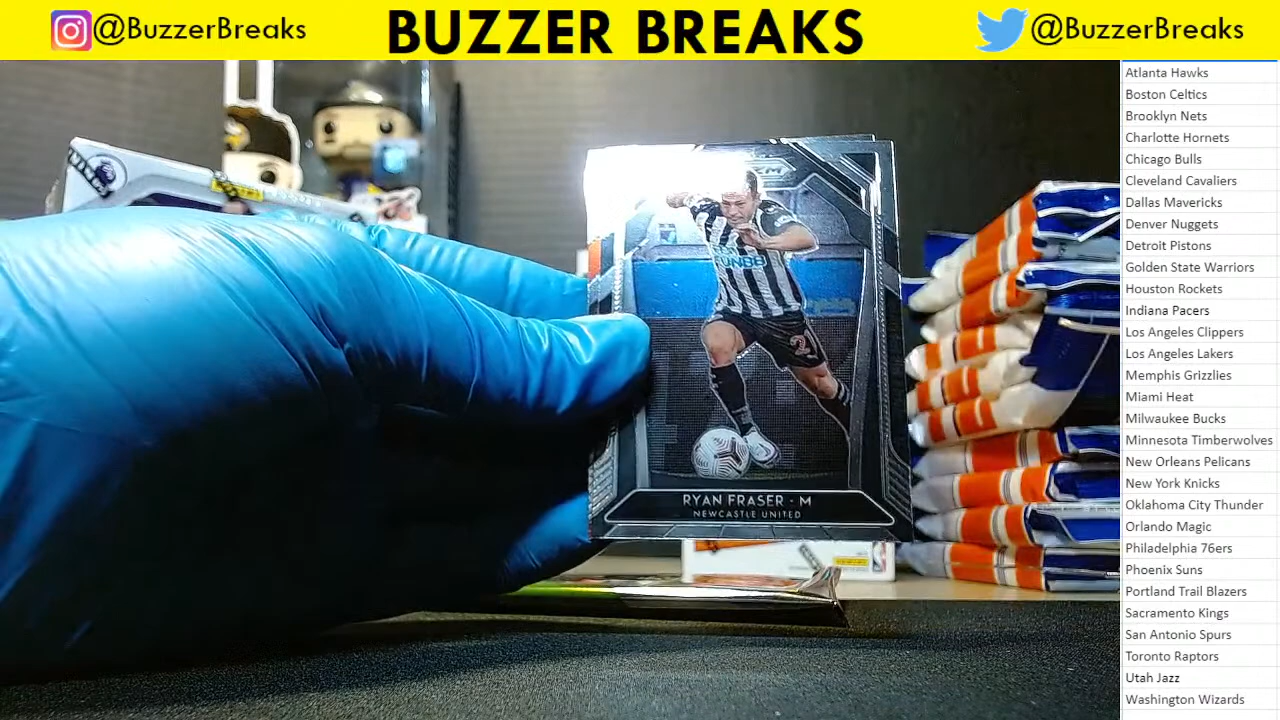 @BuzzerBreaks
BUZZER BREAKS
@BuzzerBreaks
Atlanta Hawks
Boston Celtics
Brooklyn Nets
Charlotte Hornets
Chicago Bulls
Cleveland Cavaliers
Dallas Mavericks
Denver Nuggets
Detroit Pistons
Golden State Warriors
Houston Rockets
Indiana Pacers
Los Angeles Clippers
Los Angeles Lakers
Memphis Grizzlies
Miami Heat
Milwaukee Bucks
Minnesota Timberwolves
New Orleans Pelicans
New York Knicks
Oklahoma City Thunder
Orlando Magic
Philadelphia 76ers
Phoenix Suns
Portland Trail Blazers
Sacramento Kings
San Antonio Spurs
Toronto Raptors
Utah Jazz
Washington Wizards
RYAN FRASER · M
NEWCASTLE UNITED